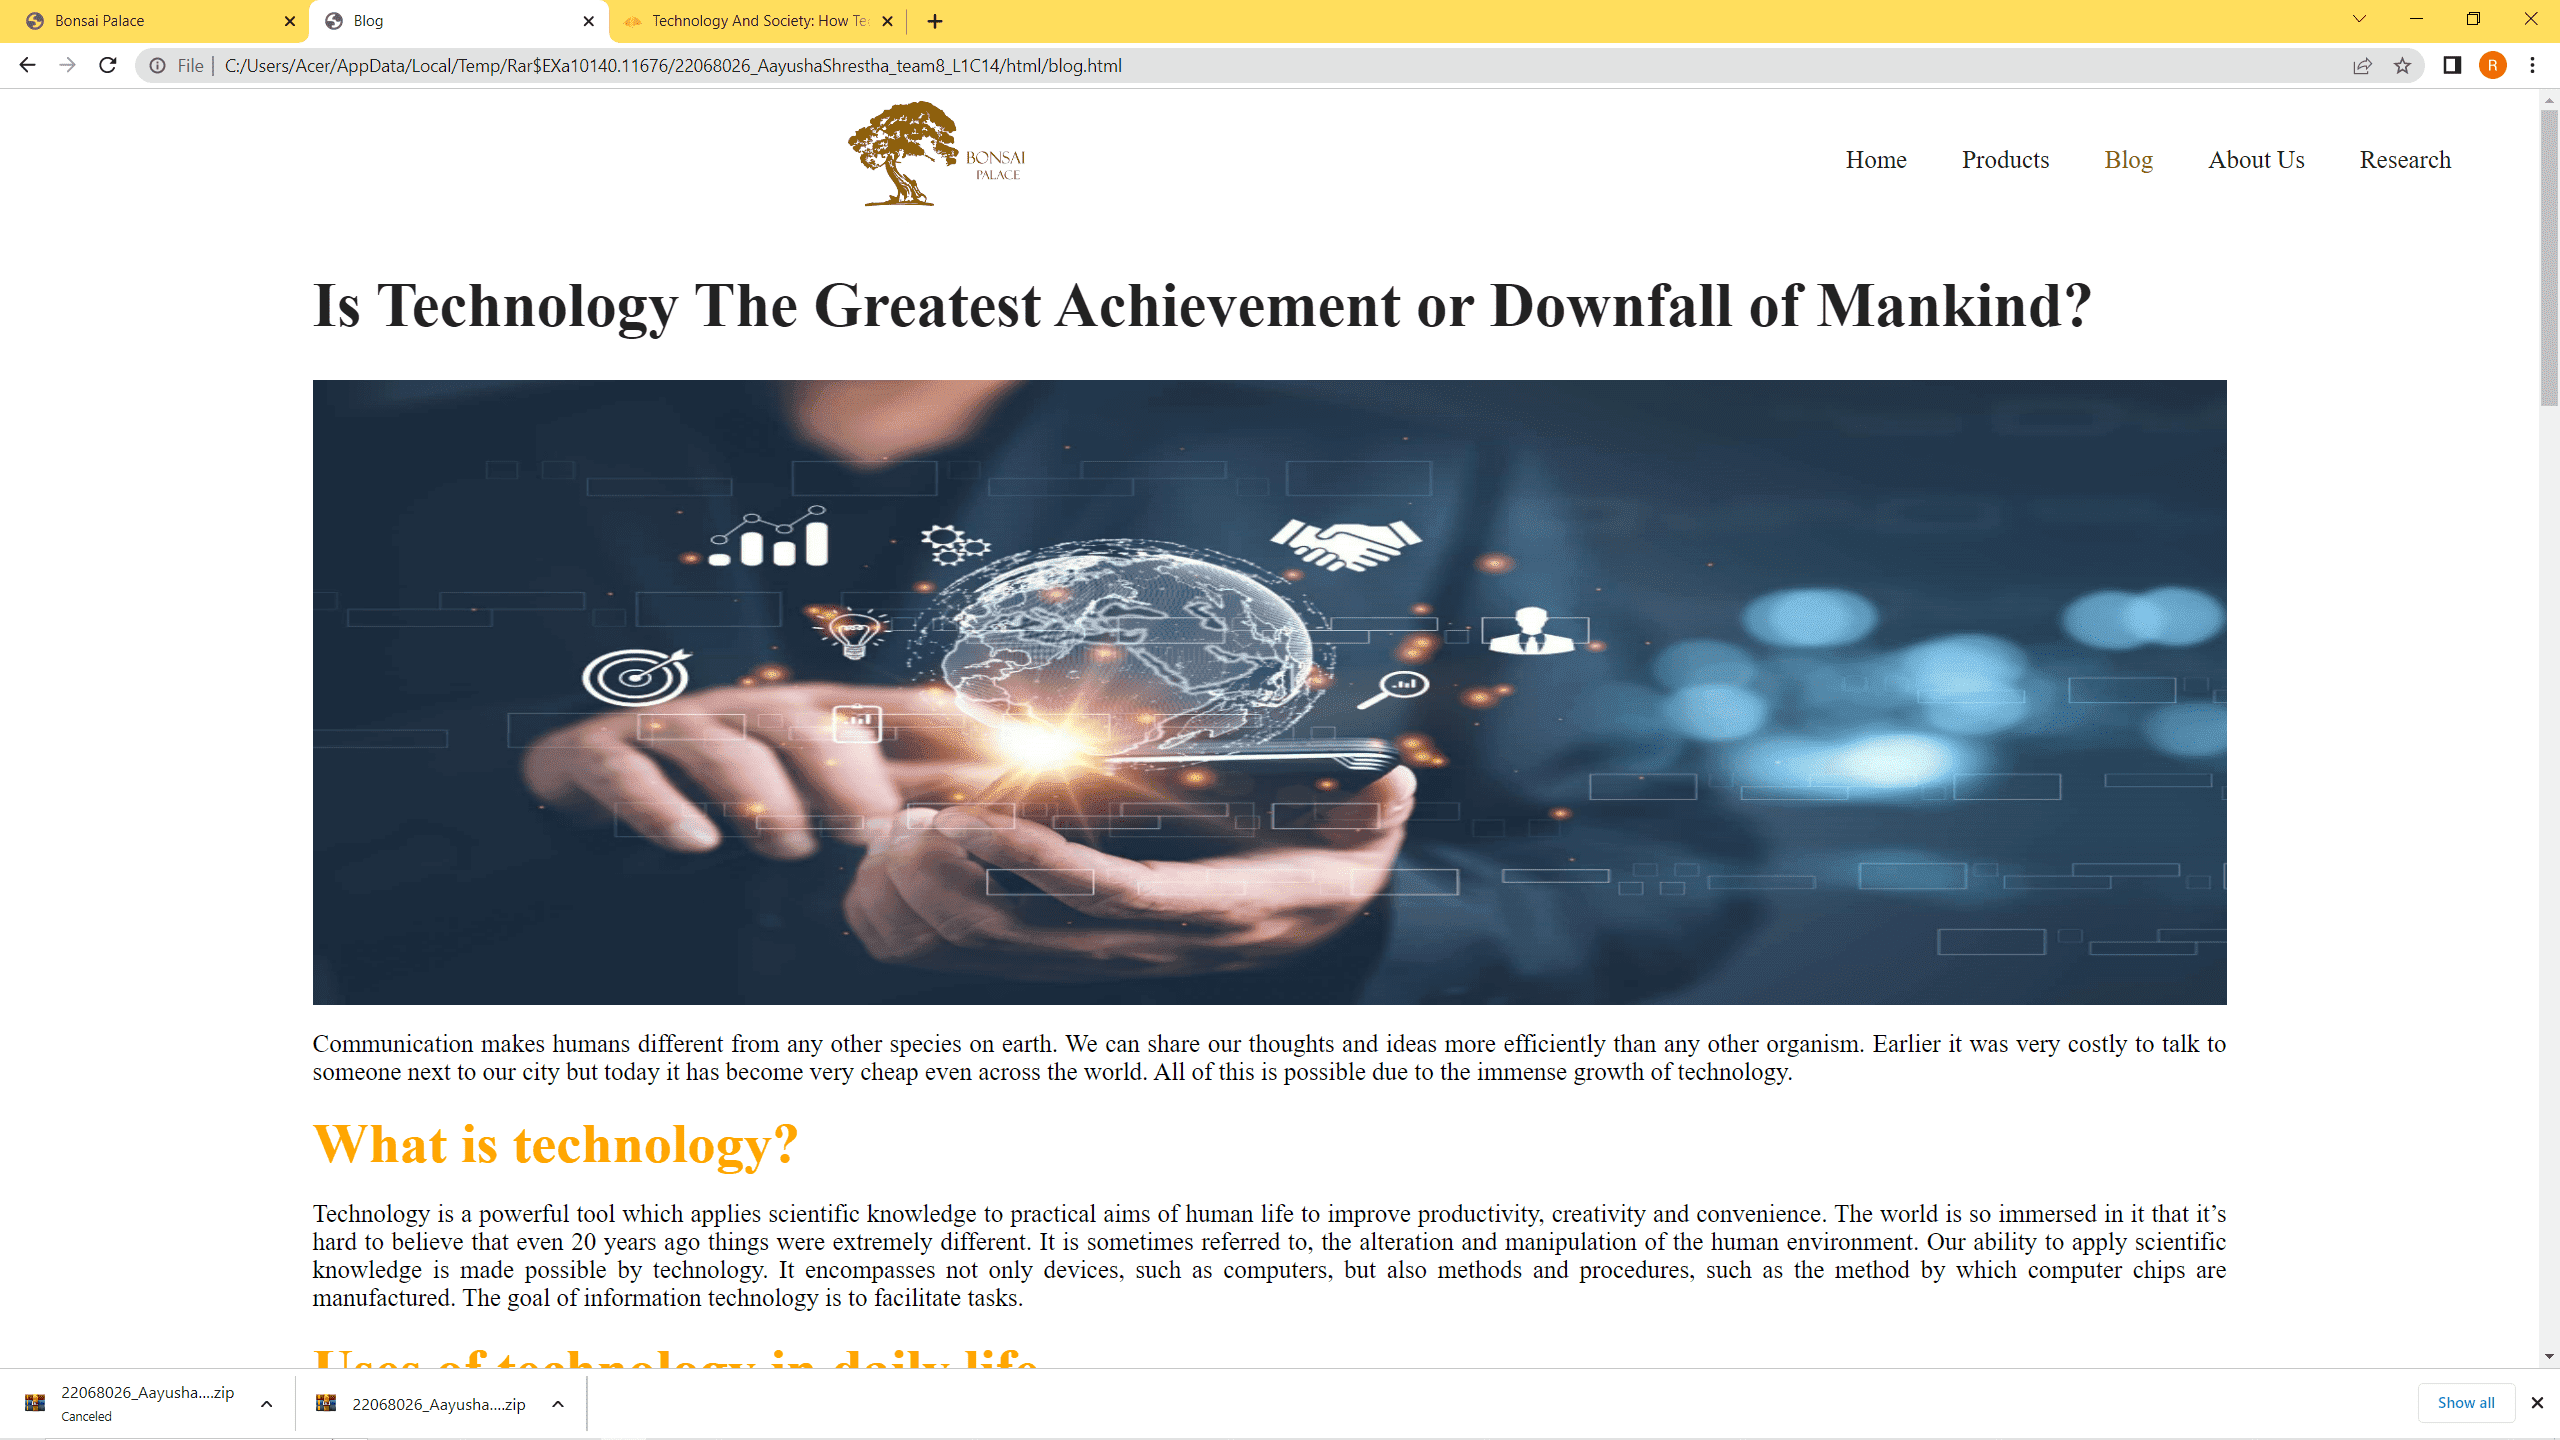 Bonsai Palace
Blog
Technology And Society: How Te
File
C:/Users/Acer/AppData/Local/Temp/Rar$EXa10140.11676/22068026_AayushaShrestha_team8_L1C14/html/blog.html
R
BONSAI
PALACE
Home Products Blog About Us Research
Is Technology The Greatest Achievement or Downfall of Mankind?
Communication makes humans different from any other species on earth. We can share our thoughts and ideas more efficiently than any other organism. Earlier it was very costly to talk to
someone next to our city but today it has become very cheap even across the world. All of this is possible due to the immense growth of technology.
What is technology?
Technology is a powerful tool which applies scientific knowledge to practical aims of human life to improve productivity, creativity and convenience. The world is so immersed in it that it’s
hard to believe that even 20 years ago things were extremely different. It is sometimes referred to, the alteration and manipulation of the human environment. Our ability to apply scientific
knowledge is made possible by technology. It encompasses not only devices, such as computers, but also methods and procedures, such as the method by which computer chips are
manufactured. The goal of information technology is to facilitate tasks.
Uses of technology in daily life
22068026_Aayusha....zip
Canceled
22068026_Aayusha....zip
Show all